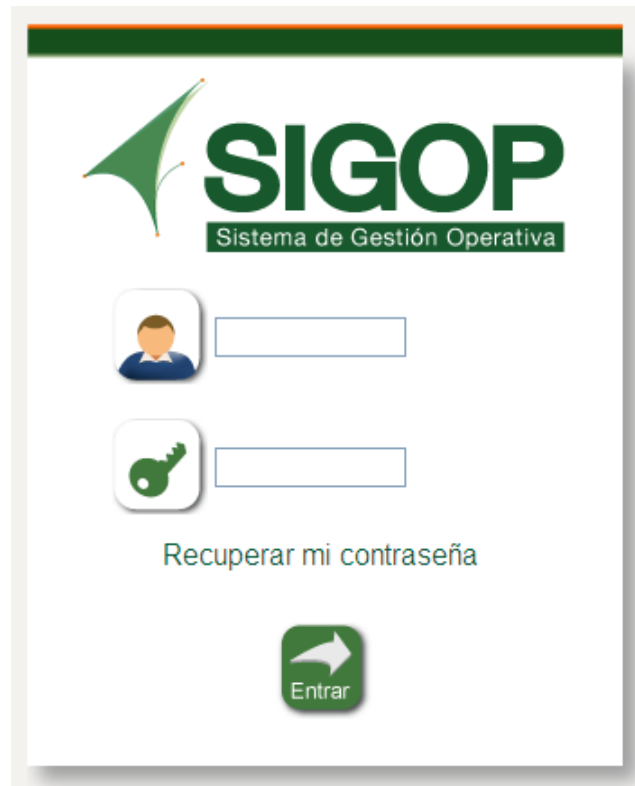 SIGOP
Sistema de Gestión Operativa
Recuperar mi contraseña
Entrar